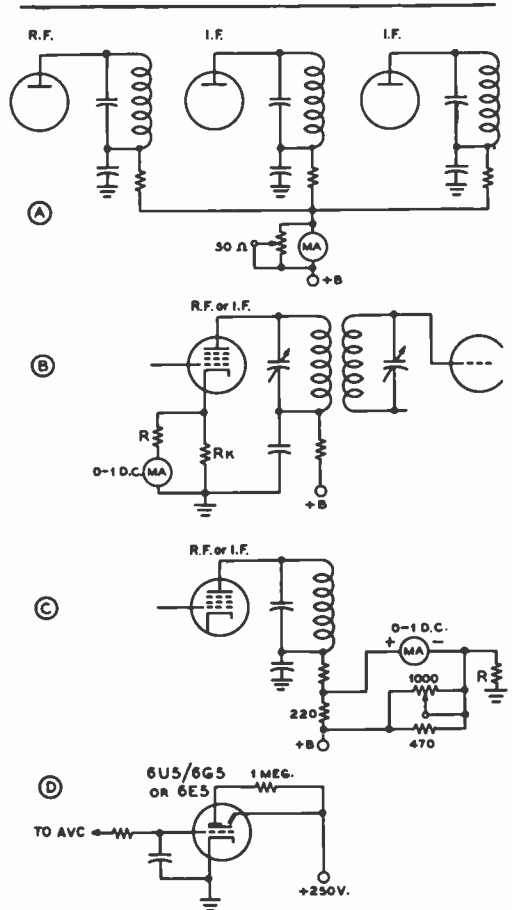 R.F. I.F. I.F.
A
50 Ω MA
+B
R.F. or I.F.
B
R
RK
0-1 D.C. MA
+B
R.F. or I.F.
C
0-1 D.C.
+ MA −
1000
R
220
+B
470
D
6U5/6G5
OR 6E5
1 MEG.
TO AVC
+250V.